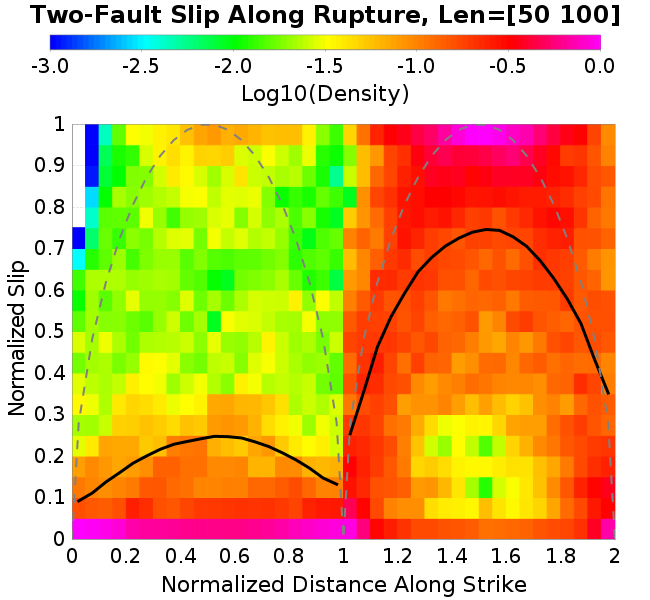 Two-Fault Slip Along Rupture, Len=[50 100]
-3.0 -2.5 -2.0 -1.5 -1.0 -0.5 0.0
Log10(Density)
1
0.9
0.8
0.7
0.6
0.5
0.4
0.3
0.2
0.1
0
Normalized Slip
0 0.2 0.4 0.6 0.8 1 1.2 1.4 1.6 1.8 2
Normalized Distance Along Strike